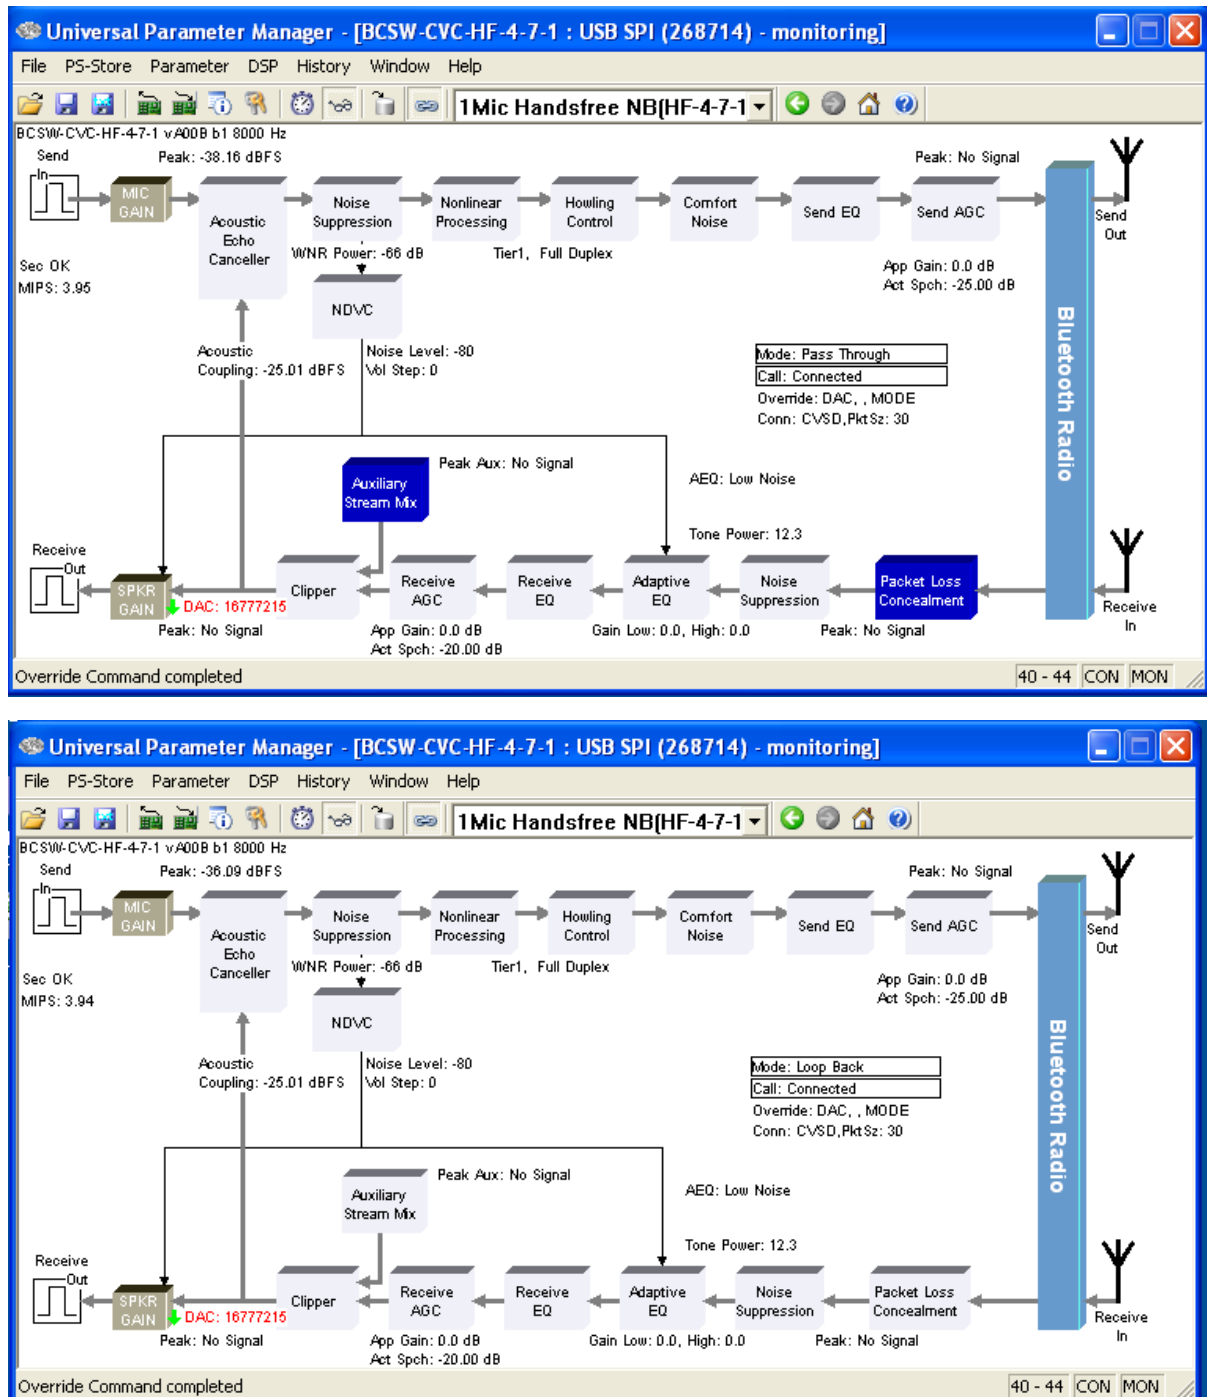 Universal Parameter Manager - [BCSW-CVC-HF-4-7-1 : USB SPI (268714) - monitoring]
File PS-Store Parameter DSP History Window Help
1Mic Handsfree NB(HF-4-7-1
BCSW-CVC-HF-4-7-1 vA00B b1 8000 Hz
Send
Peak: -38.16 dBFS
Peak: No Signal
In
MIC
GAIN
Acoustic
Echo
Canceller
Noise
Suppression
Nonlinear
Processing
Howling
Control
Comfort
Noise
Send EQ
Send AGC
Send
Out
WNR Power: -66 dB
Tier1, Full Duplex
Sec OK
MIPS: 3.95
App Gain: 0.0 dB
Act Spch: -25.00 dB
NDVC
Bluetooth Radio
Acoustic
Coupling: -25.01 dBFS
Noise Level: -80
Vol Step: 0
Mode: Pass Through
Call: Connected
Override: DAC, , MODE
Conn: CVSD,PktSz: 30
Peak Aux: No Signal
Auxiliary
Stream Mix
AEQ: Low Noise
Tone Power: 12.3
Receive
Out
SPKR
GAIN
DAC: 16777215
Clipper
Receive
AGC
Receive
EQ
Adaptive
EQ
Noise
Suppression
Packet Loss
Concealment
Receive
In
Peak: No Signal
App Gain: 0.0 dB
Act Spch: -20.00 dB
Gain Low: 0.0, High: 0.0
Peak: No Signal
Override Command completed
40 - 44 CON MON
Universal Parameter Manager - [BCSW-CVC-HF-4-7-1 : USB SPI (268714) - monitoring]
File PS-Store Parameter DSP History Window Help
1Mic Handsfree NB(HF-4-7-1
BCSW-CVC-HF-4-7-1 vA00B b1 8000 Hz
Send
Peak: -36.09 dBFS
Peak: No Signal
In
MIC
GAIN
Acoustic
Echo
Canceller
Noise
Suppression
Nonlinear
Processing
Howling
Control
Comfort
Noise
Send EQ
Send AGC
Send
Out
WNR Power: -66 dB
Tier1, Full Duplex
Sec OK
MIPS: 3.94
App Gain: 0.0 dB
Act Spch: -25.00 dB
NDVC
Bluetooth Radio
Acoustic
Coupling: -25.01 dBFS
Noise Level: -80
Vol Step: 0
Mode: Loop Back
Call: Connected
Override: DAC, , MODE
Conn: CVSD,PktSz: 30
Peak Aux: No Signal
Auxiliary
Stream Mix
AEQ: Low Noise
Tone Power: 12.3
Receive
Out
SPKR
GAIN
DAC: 16777215
Clipper
Receive
AGC
Receive
EQ
Adaptive
EQ
Noise
Suppression
Packet Loss
Concealment
Receive
In
Peak: No Signal
App Gain: 0.0 dB
Act Spch: -20.00 dB
Gain Low: 0.0, High: 0.0
Peak: No Signal
Override Command completed
40 - 44 CON MON